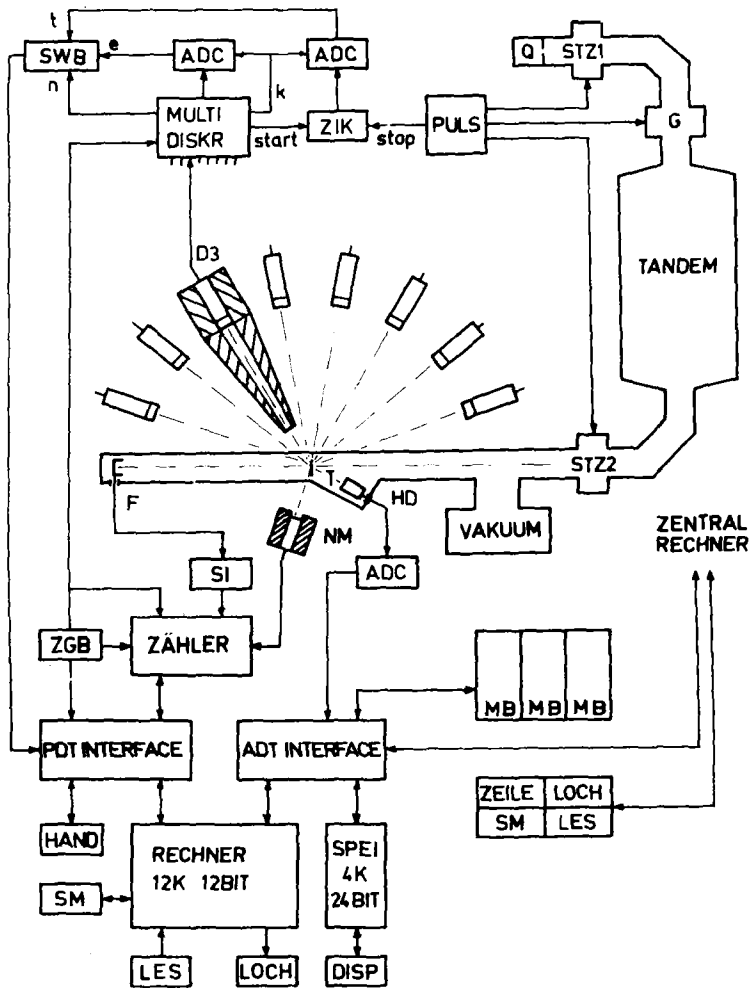 t
SWB
e
ADC
ADC
Q
STZ1
n
k
MULTI
DISKR
start
ZIK
stop
PULS
G
D3
TANDEM
STZ2
T
HD
F
NM
VAKUUM
ZENTRAL
RECHNER
SI
ADC
ZGB
ZÄHLER
MB MB MB
PDT INTERFACE
ADT INTERFACE
ZEILE LOCH
SM LES
HAND
RECHNER
12K 12BIT
SPEI
4K
24BIT
SM
LES
LOCH
DISP